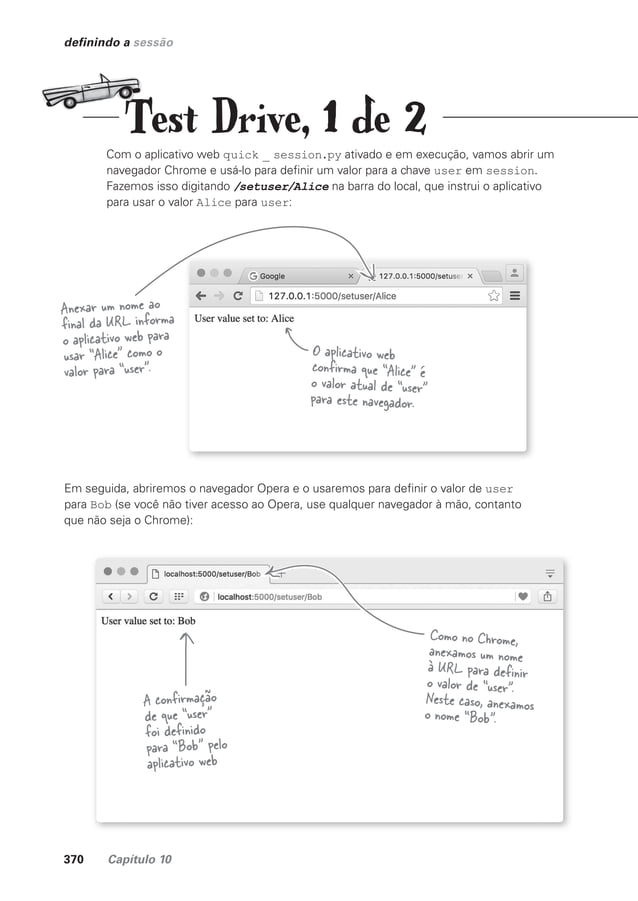 definindo a sessão
Test Drive, 1 de 2
Com o aplicativo web quick _ session.py ativado e em execução, vamos abrir um
navegador Chrome e usá-lo para definir um valor para a chave user em session.
Fazemos isso digitando /setuser/Alice na barra do local, que instrui o aplicativo
para usar o valor Alice para user:
Google
127.0.0.1:5000/setuser
127.0.0.1:5000/setuser/Alice
User value set to: Alice
Anexar um nome ao
final da URL informa
o aplicativo web para
usar “Alice” como o
valor para “user”.
O aplicativo web
confirma que “Alice” é
o valor atual de “user”
para este navegador.
Em seguida, abriremos o navegador Opera e o usaremos para definir o valor de user
para Bob (se você não tiver acesso ao Opera, use qualquer navegador à mão, contanto
que não seja o Chrome):
localhost:5000/setuser/Bob
localhost:5000/setuser/Bob
User value set to: Bob
Como no Chrome,
anexamos um nome
à URL para definir
o valor de “user”.
Neste caso, anexamos
o nome “Bob”.
A confirmação
de que “user”
foi definido
para “Bob” pelo
aplicativo web
370 Capítulo 10